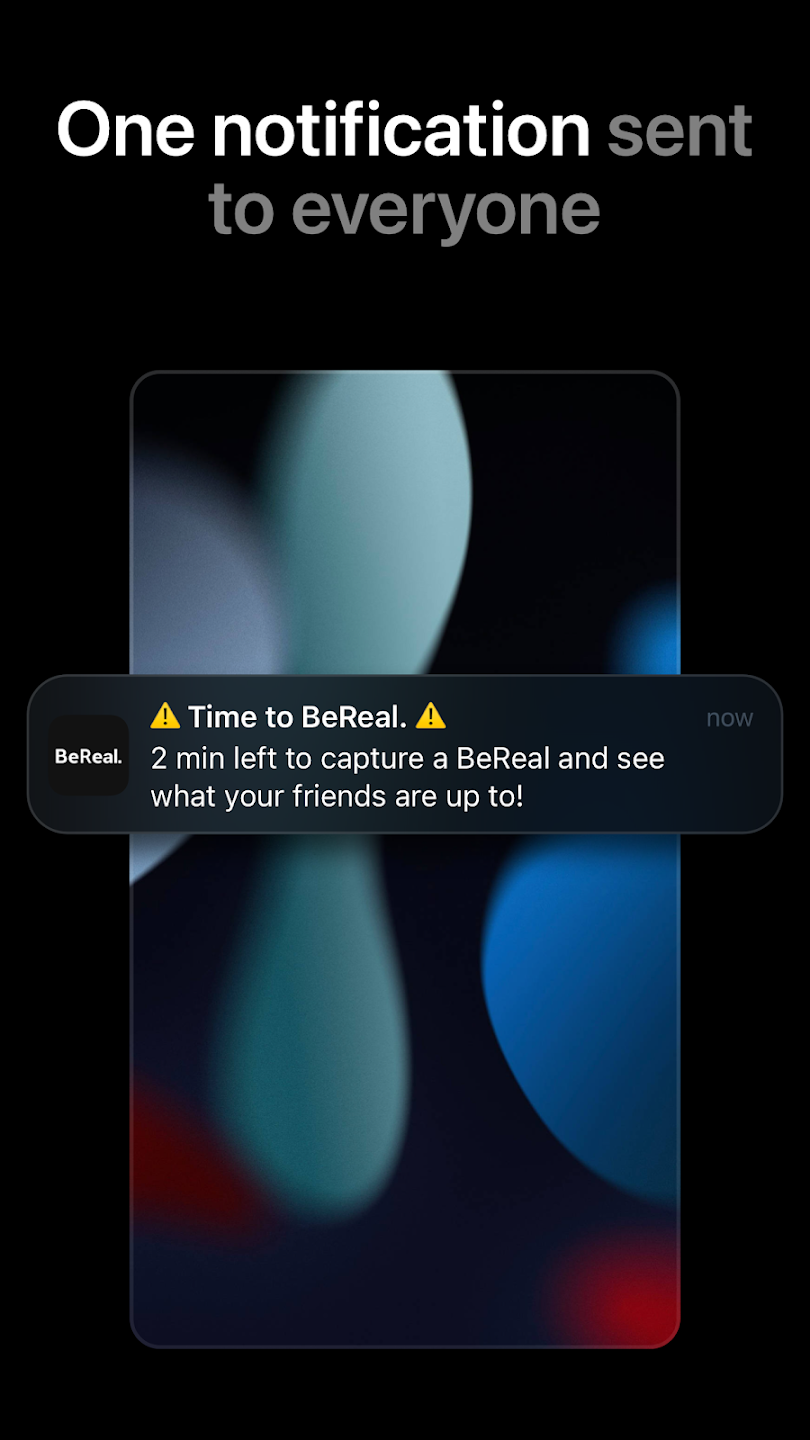 One notification sent
to everyone
⚠️ Time to BeReal. ⚠️
now
BeReal.
2 min left to capture a BeReal and see
what your friends are up to!